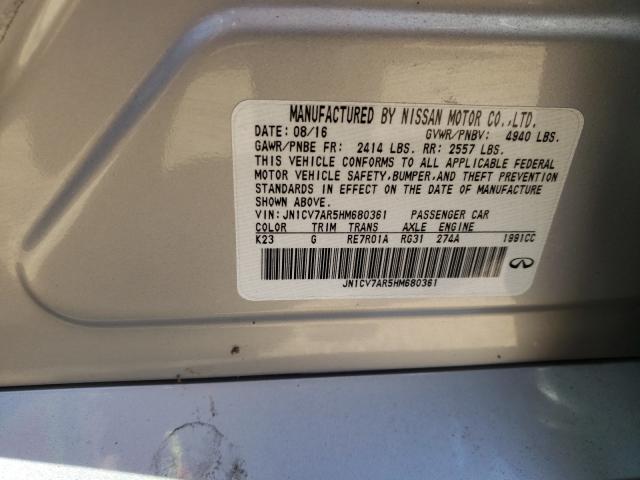 MANUFACTURED BY NISSAN MOTOR CO.,LTD.
DATE: 08/16 GVWR/PNBV: 4940 LBS.
GAWR/PNBE FR: 2414 LBS. RR: 2557 LBS.
THIS VEHICLE CONFORMS TO ALL APPLICABLE FEDERAL
MOTOR VEHICLE SAFETY,BUMPER,AND THEFT PREVENTION
STANDARDS IN EFFECT ON THE DATE OF MANUFACTURE
SHOWN ABOVE.
VIN: JN1CV7AR5HM680361 PASSENGER CAR
COLOR TRIM TRANS AXLE ENGINE
K23 G RE7R01A RG31 274A 1991CC
JN1CV7AR5HM680361